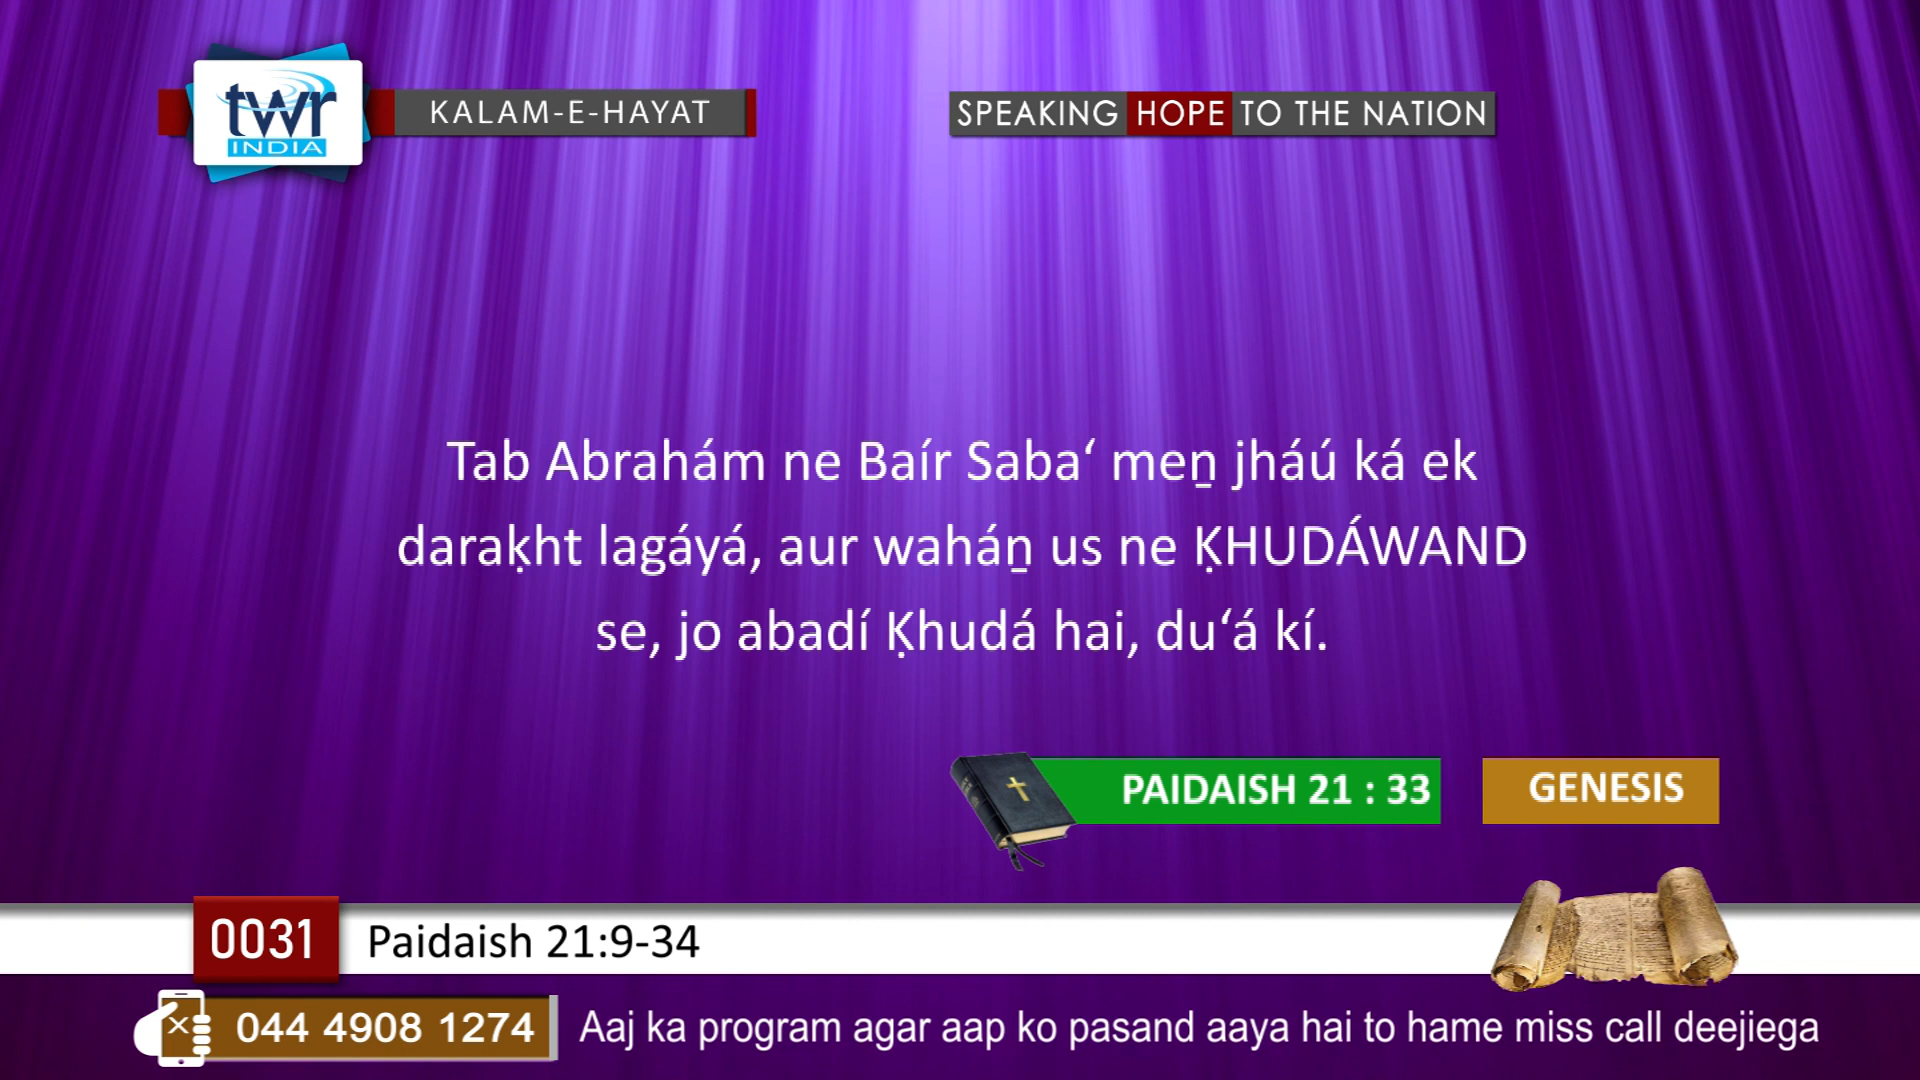 twr
INDIA
KALAM-E-HAYAT
SPEAKING HOPE TO THE NATION
Tab Abrahám ne Baír Saba‘ meṉ jháú ká ek
daraḳht lagáyá, aur waháṉ us ne ḲHUDÁWAND
se, jo abadí Ḳhudá hai, du‘á kí.
PAIDAISH 21 : 33
GENESIS
0031
Paidaish 21:9-34
044 4908 1274
Aaj ka program agar aap ko pasand aaya hai to hame miss call deejiega